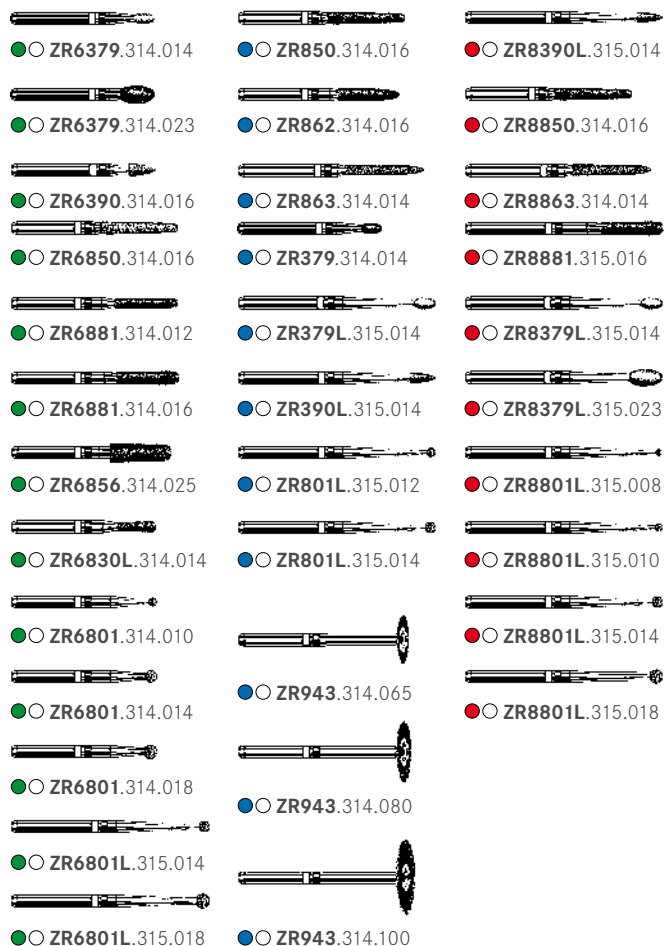 ZR6379.314.014
ZR6379.314.023
ZR6390.314.016
ZR6850.314.016
ZR6881.314.012
ZR6881.314.016
ZR6856.314.025
ZR6830L.314.014
ZR6801.314.010
ZR6801.314.014
ZR6801.314.018
ZR6801L.315.014
ZR6801L.315.018
ZR850.314.016
ZR862.314.016
ZR863.314.014
ZR379.314.014
ZR379L.315.014
ZR390L.315.014
ZR801L.315.012
ZR801L.315.014
ZR943.314.065
ZR943.314.080
ZR943.314.100
ZR8390L.315.014
ZR8850.314.016
ZR8863.314.014
ZR8881.315.016
ZR8379L.315.014
ZR8379L.315.023
ZR8801L.315.008
ZR8801L.315.010
ZR8801L.315.014
ZR8801L.315.018